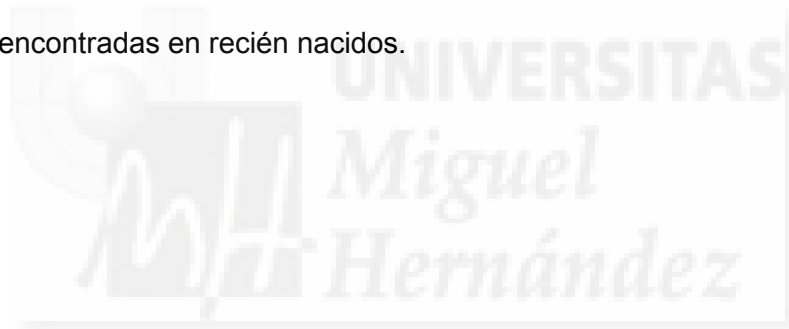 encontradas en recién nacidos.
UNIVERSITAS
Miguel
Hernández